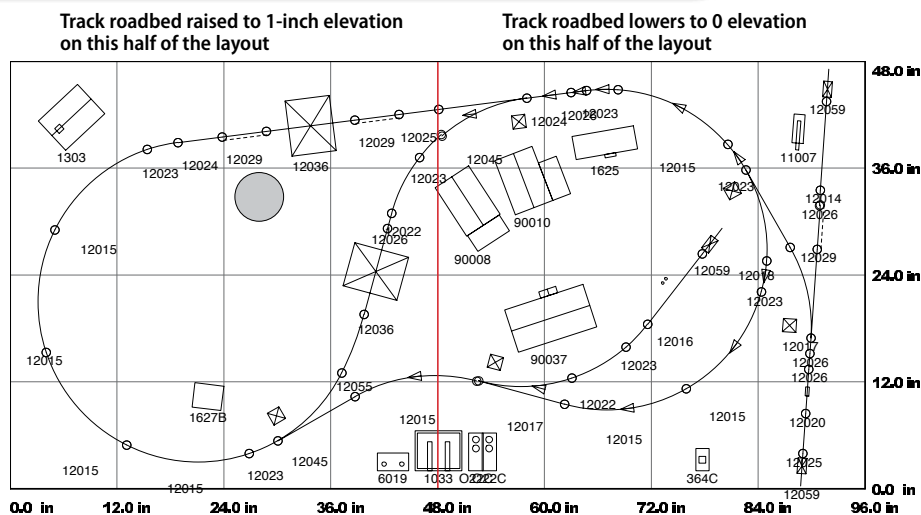 Track roadbed raised to 1-inch elevation
on this half of the layout
Track roadbed lowers to 0 elevation
on this half of the layout
48.0 in
12059
12023
12024
12025
12029
11007
1303
12036
12029
12024
12023
12045
1625
36.0 in
12023
12015
12023
12014
12026
90010
12022
12026
12015
90008
12029
24.0 in
12059
12018
12023
12036
12017
12015
90037
12016
12023
12026
12026
12.0 in
12055
12022
1627B
12015
12017
12015
12020
12015
12045
12025
12015
12023
6019
1033
O22C
364C
12015
12059
0.0 in
0.0 in
12.0 in
24.0 in
36.0 in
48.0 in
60.0 in
72.0 in
84.0 in
96.0 in